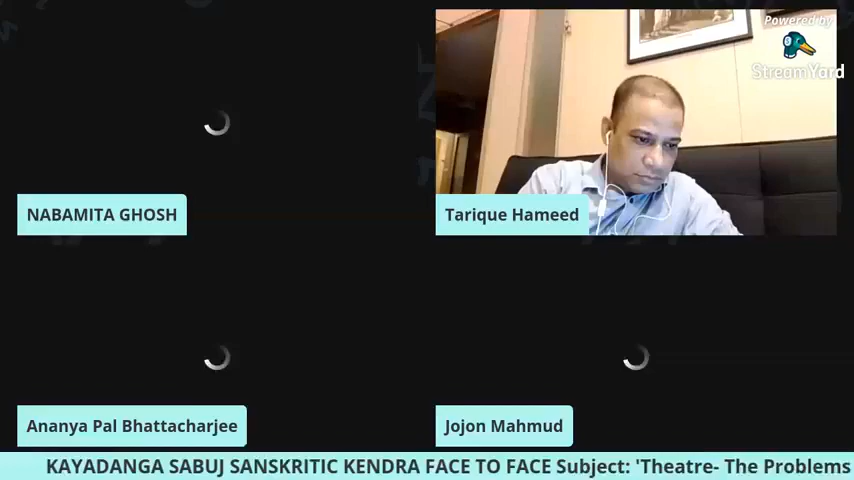 Powered by
StreamYard
NABAMITA GHOSH
Tarique Hameed
Ananya Pal Bhattacharjee
Jojon Mahmud
KAYADANGA SABUJ SANSKRITIC KENDRA FACE TO FACE Subject: 'Theatre- The Problems